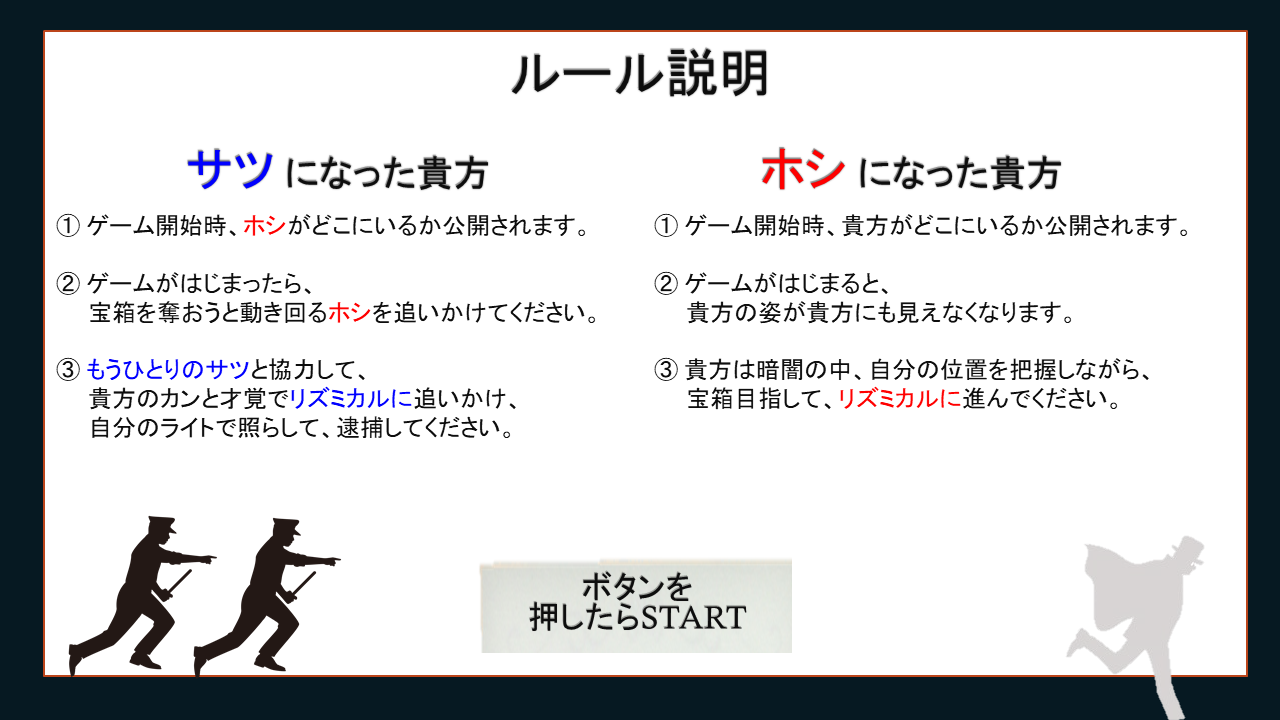 ルール説明
サツ になった貴方
① ゲーム開始時、ホシがどこにいるか公開されます。
② ゲームがはじまったら、
宝箱を奪おうと動き回るホシを追いかけてください。
③ もうひとりのサツと協力して、
貴方のカンと才覚でリズミカルに追いかけ、
自分のライトで照らして、逮捕してください。
ホシ になった貴方
① ゲーム開始時、貴方がどこにいるか公開されます。
② ゲームがはじまると、
貴方の姿が貴方にも見えなくなります。
③ 貴方は暗闇の中、自分の位置を把握しながら、
宝箱目指して、リズミカルに進んでください。
ボタンを
押したらSTART